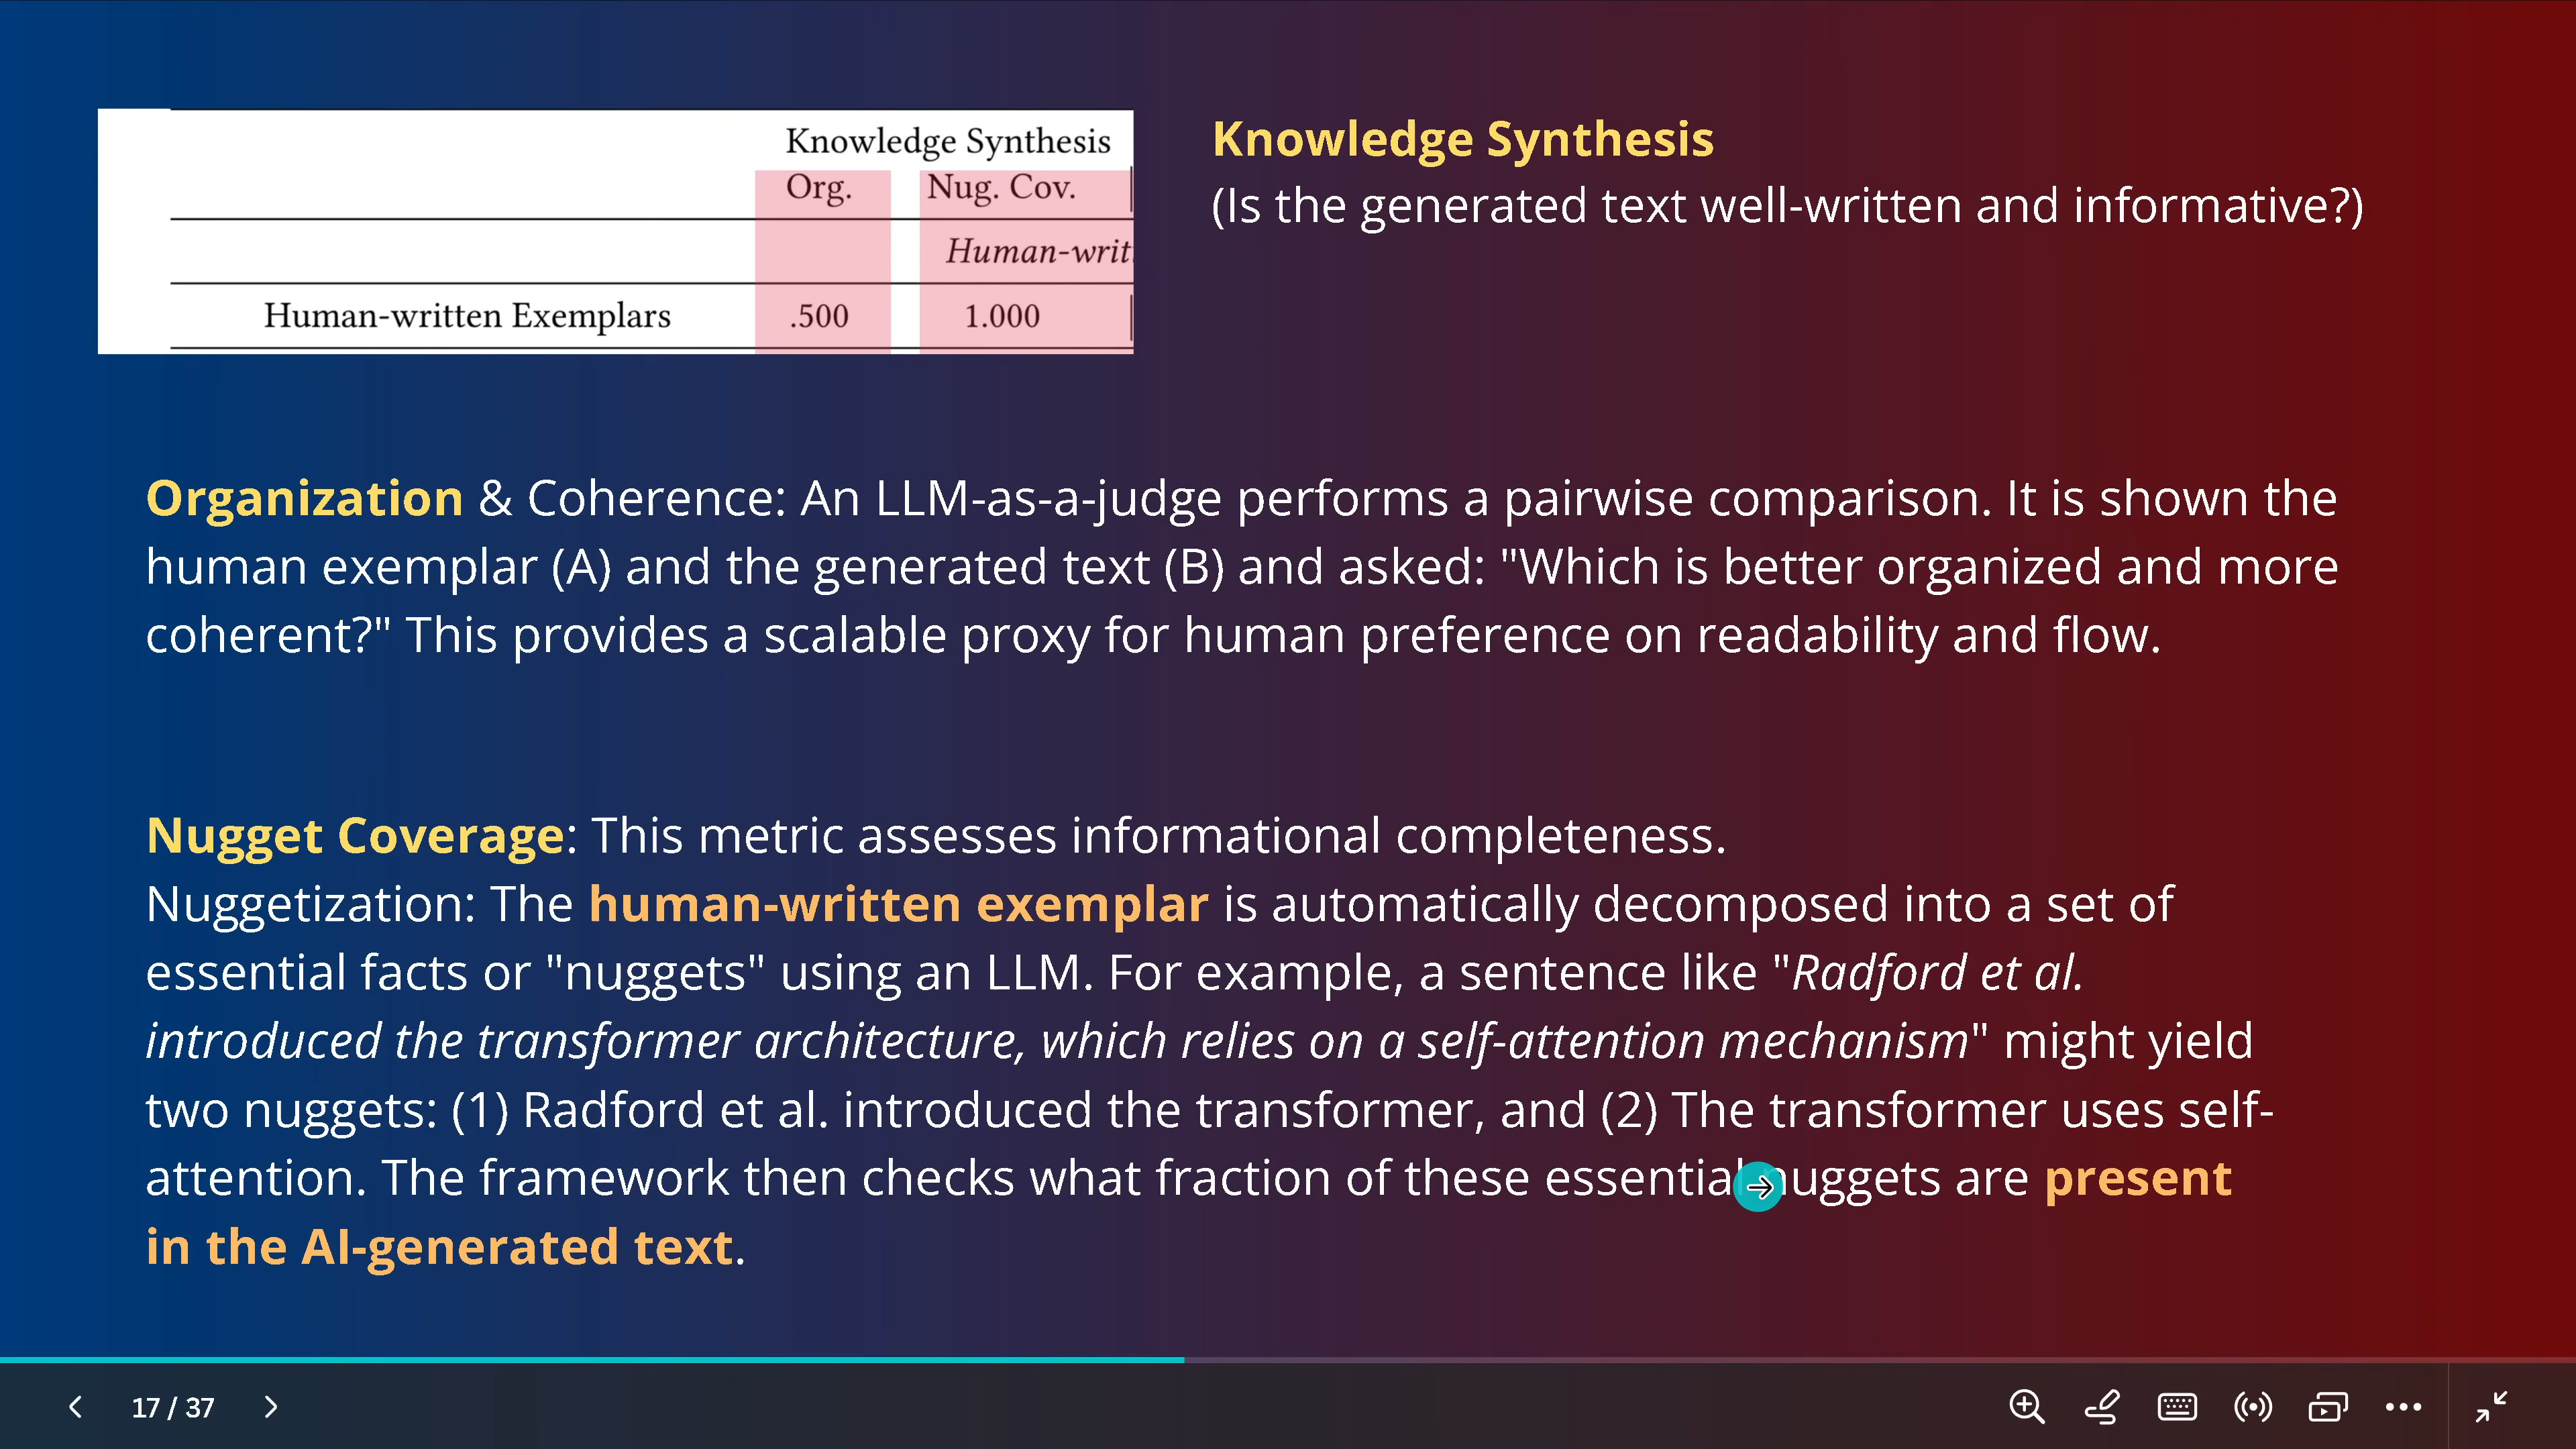 Knowledge Synthesis
Org. Nug. Cov.
Human-writ
Human-written Exemplars .500 1.000
Knowledge Synthesis
(Is the generated text well-written and informative?)
Organization & Coherence: An LLM-as-a-judge performs a pairwise comparison. It is shown the
human exemplar (A) and the generated text (B) and asked: "Which is better organized and more
coherent?" This provides a scalable proxy for human preference on readability and flow.
Nugget Coverage: This metric assesses informational completeness.
Nuggetization: The human-written exemplar is automatically decomposed into a set of
essential facts or "nuggets" using an LLM. For example, a sentence like "Radford et al.
introduced the transformer architecture, which relies on a self-attention mechanism" might yield
two nuggets: (1) Radford et al. introduced the transformer, and (2) The transformer uses self-
attention. The framework then checks what fraction of these essential nuggets are present
in the AI-generated text.
17 / 37